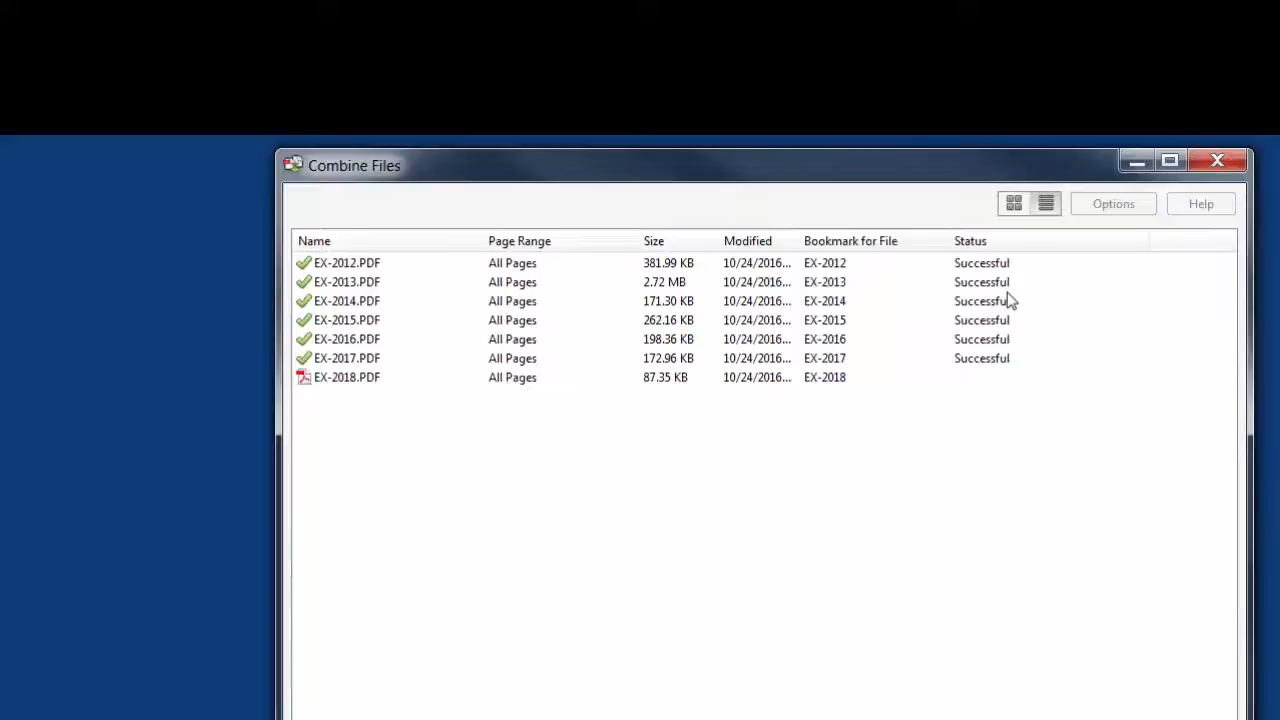 Combine Files
Options Help
Name Page Range Size Modified Bookmark for File Status
EX-2012.PDF All Pages 381.99 KB 10/24/2016... EX-2012 Successful
EX-2013.PDF All Pages 2.72 MB 10/24/2016... EX-2013 Successful
EX-2014.PDF All Pages 171.30 KB 10/24/2016... EX-2014 Successful
EX-2015.PDF All Pages 262.16 KB 10/24/2016... EX-2015 Successful
EX-2016.PDF All Pages 198.36 KB 10/24/2016... EX-2016 Successful
EX-2017.PDF All Pages 172.96 KB 10/24/2016... EX-2017 Successful
EX-2018.PDF All Pages 87.35 KB 10/24/2016... EX-2018